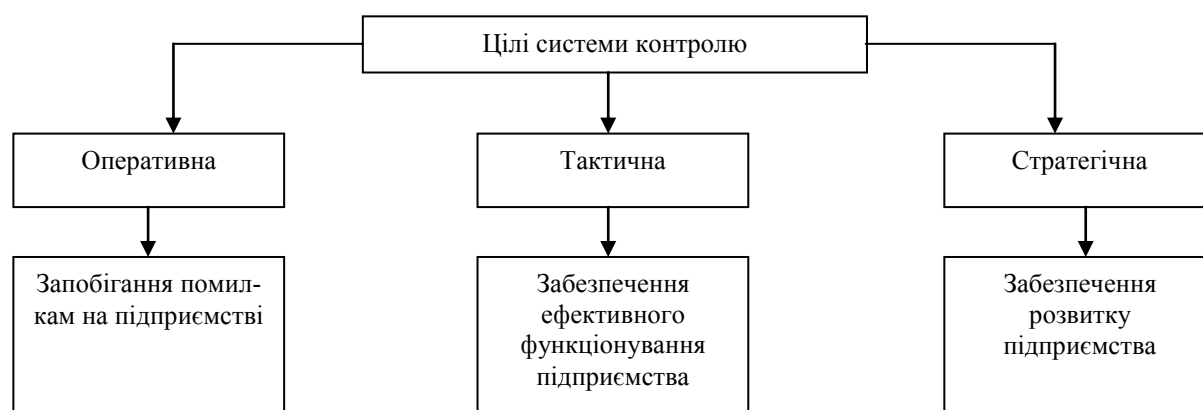 Цілі системи контролю
Оперативна
Тактична
Стратегічна
Запобігання помил-
кам на підприємстві
Забезпечення
ефективного
функціонування
підприємства
Забезпечення
розвитку
підприємства